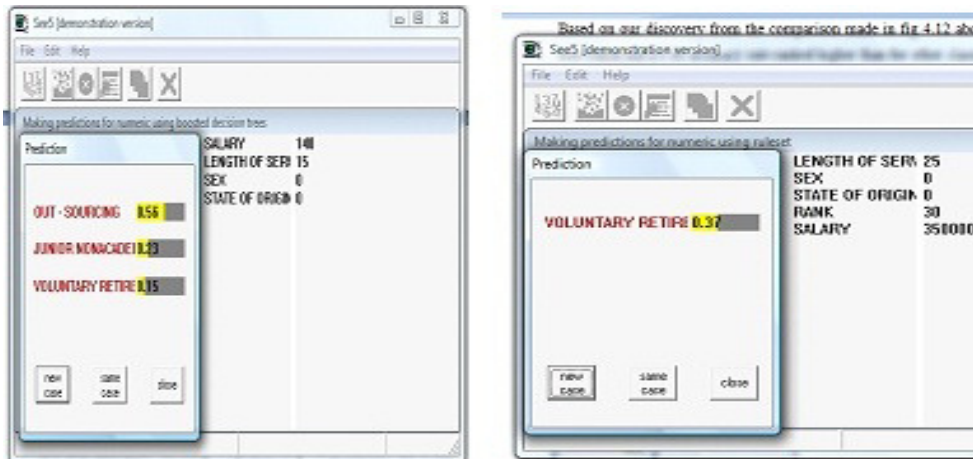 See5 [demonstration version]
File Edit Help
Making predictions for numeric using boosted decision trees
Prediction
OUT - SOURCING 0.56
JUNIOR NONACADEI 0.23
VOLUNTARY RETIRE 0.15
new case
same case
close
SALARY 140
LENGTH OF SERV 15
SEX 0
STATE OF ORIGIN 0
Based on our discovery from the comparison made in fig 4.12 abo
See5 [demonstration version]
File Edit Help
Making predictions for numeric using ruleset
Prediction
VOLUNTARY RETIRE 0.37
new case
same case
close
LENGTH OF SERV 25
SEX 0
STATE OF ORIGIN 0
RANK 30
SALARY 350000